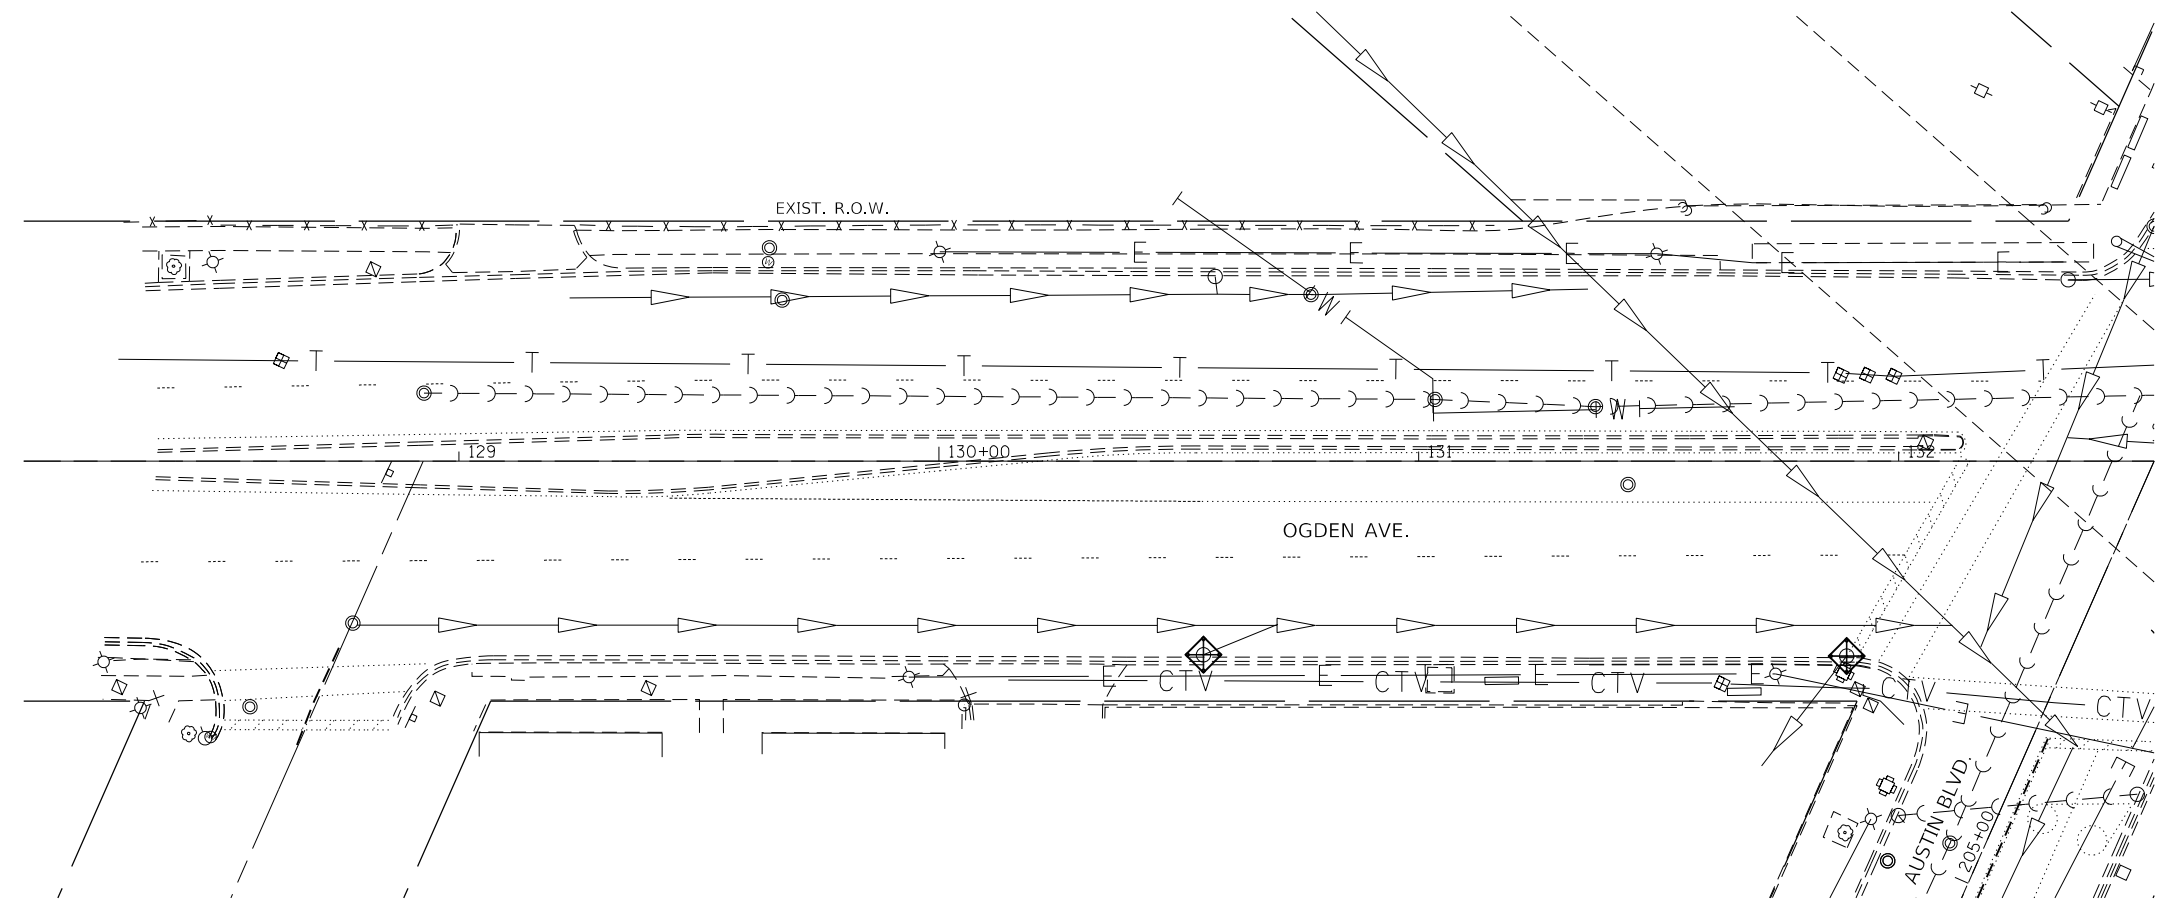 EXIST. R.O.W.
E E E E E
W
T T T T T T T T T
W
129 130+00 131 132
OGDEN AVE.
E E E E
CTV CTV CTV CTV CTV
E
E
AUSTIN BLVD.
205+00